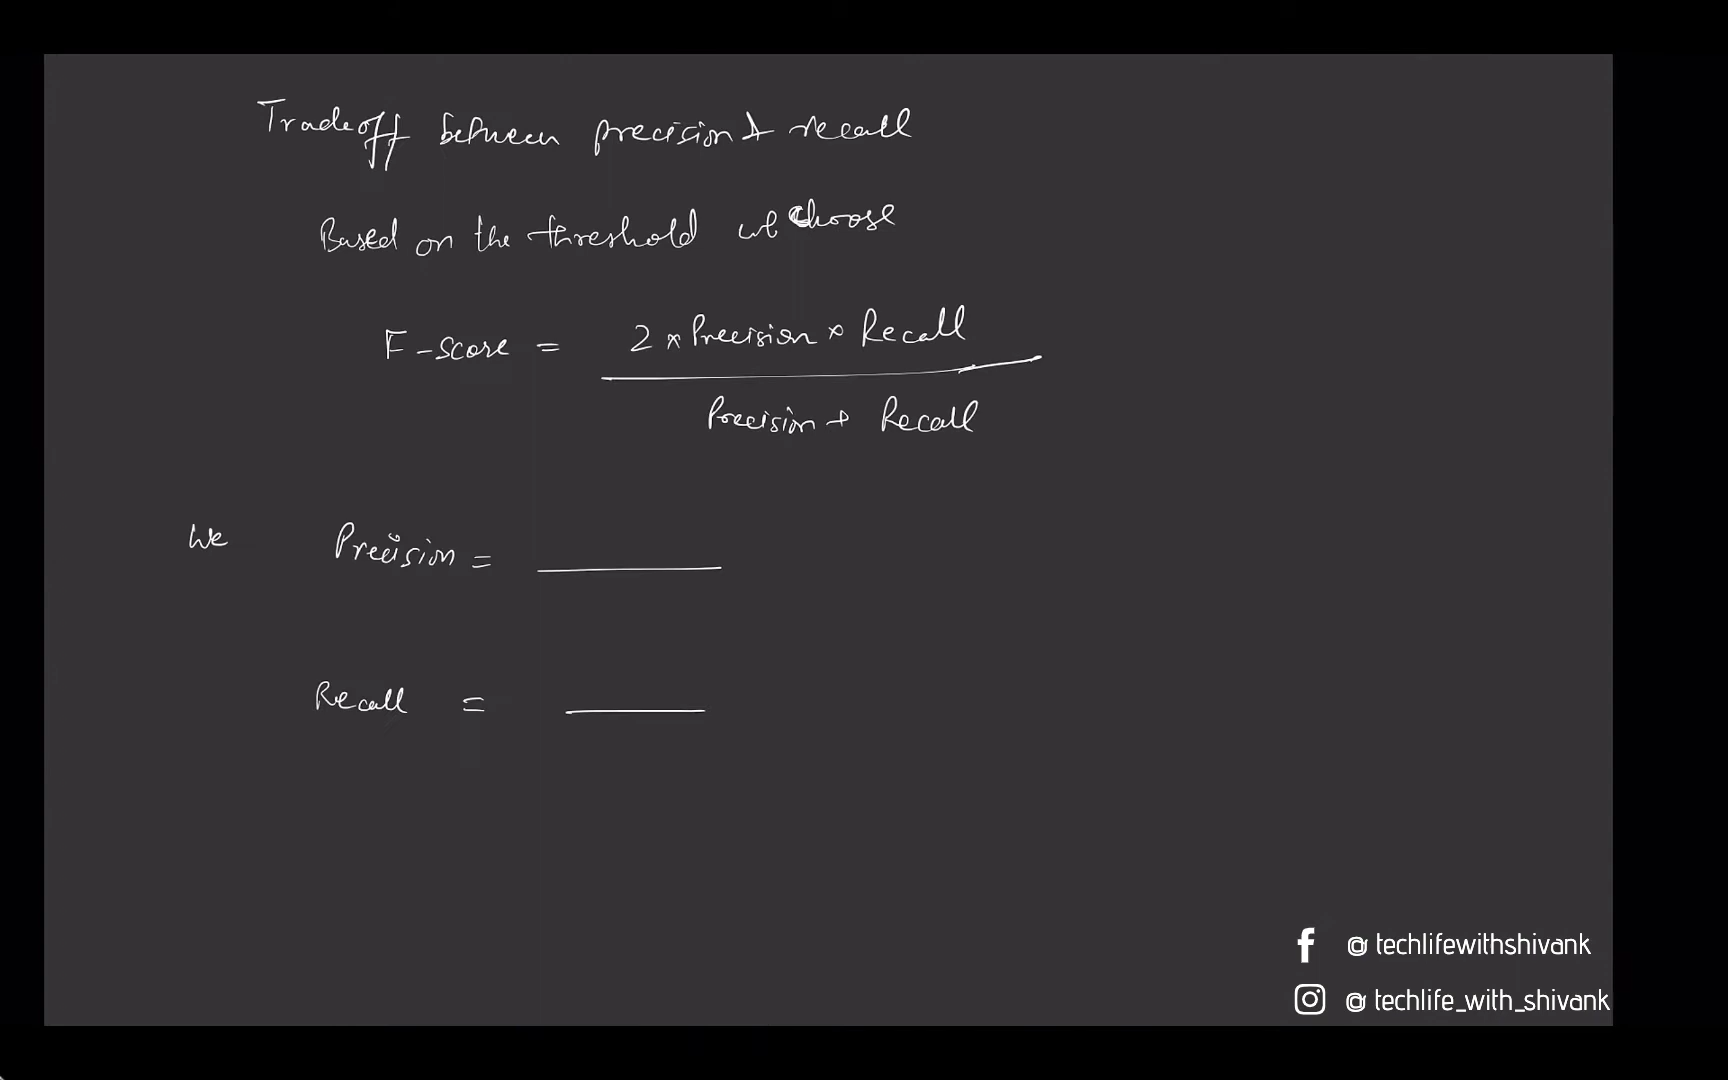 Tradeoff between precision & recall
Based on the threshold we choose
F-score = 2 × Precision × Recall
Precision + Recall
We Precision =
Recall =
@ techlifewithshivank
@ techlife_with_shivank